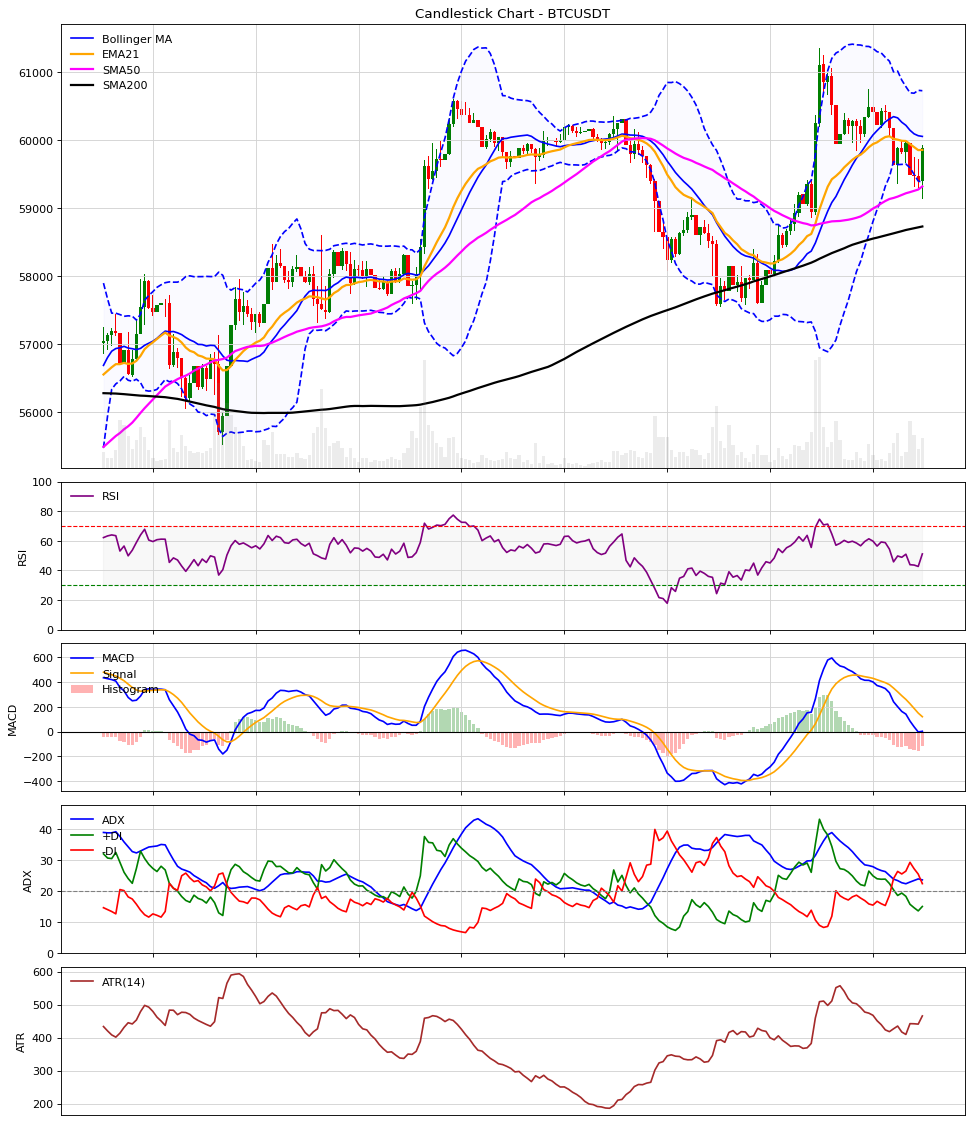 Candlestick Chart - BTCUSDT
Bollinger MA
EMA21
SMA50
SMA200
61000
60000
59000
58000
57000
56000
RSI
RSI
100
80
60
40
20
0
MACD
Signal
Histogram
MACD
600
400
200
0
−200
−400
ADX
+DI
-DI
ADX
40
30
20
10
0
ATR(14)
ATR
600
500
400
300
200